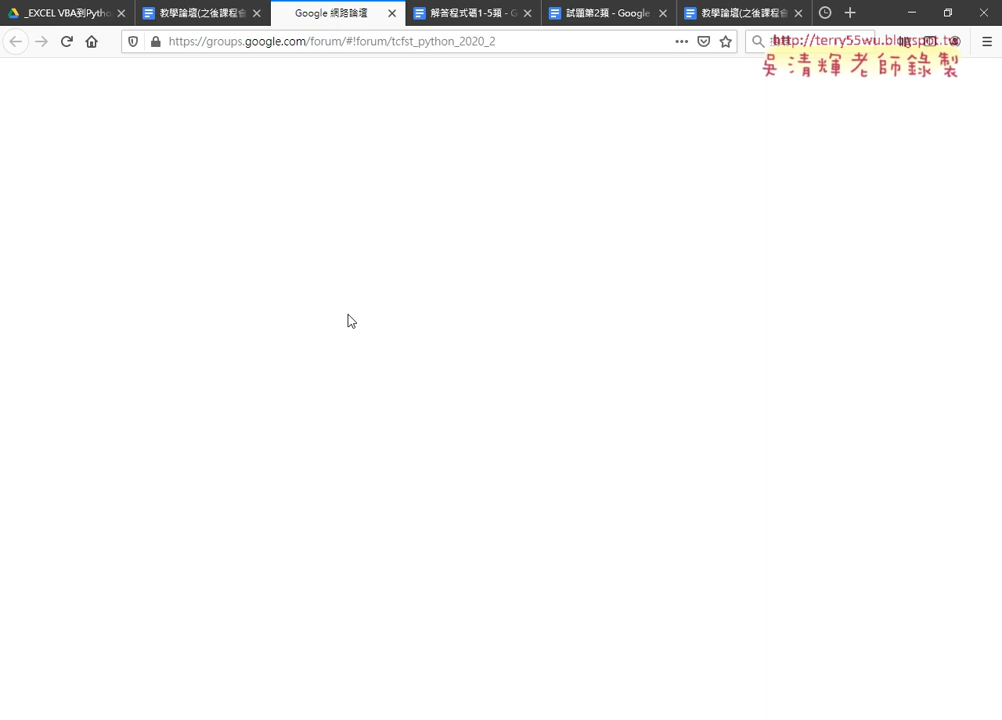 _EXCEL VBA到Pytho
教學論壇(之後課程會
Google 網路論壇
解答程式碼1-5類 - G
試題第2類 - Google
教學論壇(之後課程會
https://groups.google.com/forum/#!forum/tcfst_python_2020_2
http://terry55wu.blogspot.tw
吳清輝老師錄製